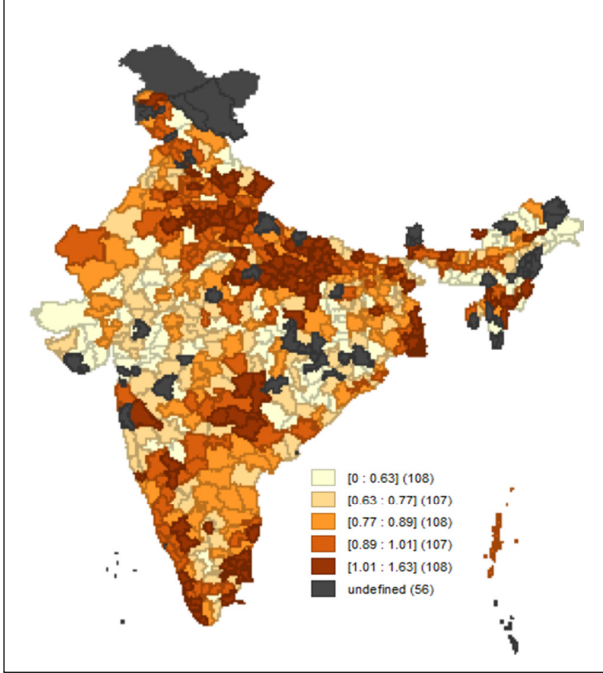 [0 : 0.63] (108)
[0.63 : 0.77] (107)
[0.77 : 0.89] (108)
[0.89 : 1.01] (107)
[1.01 : 1.63] (108)
undefined (56)